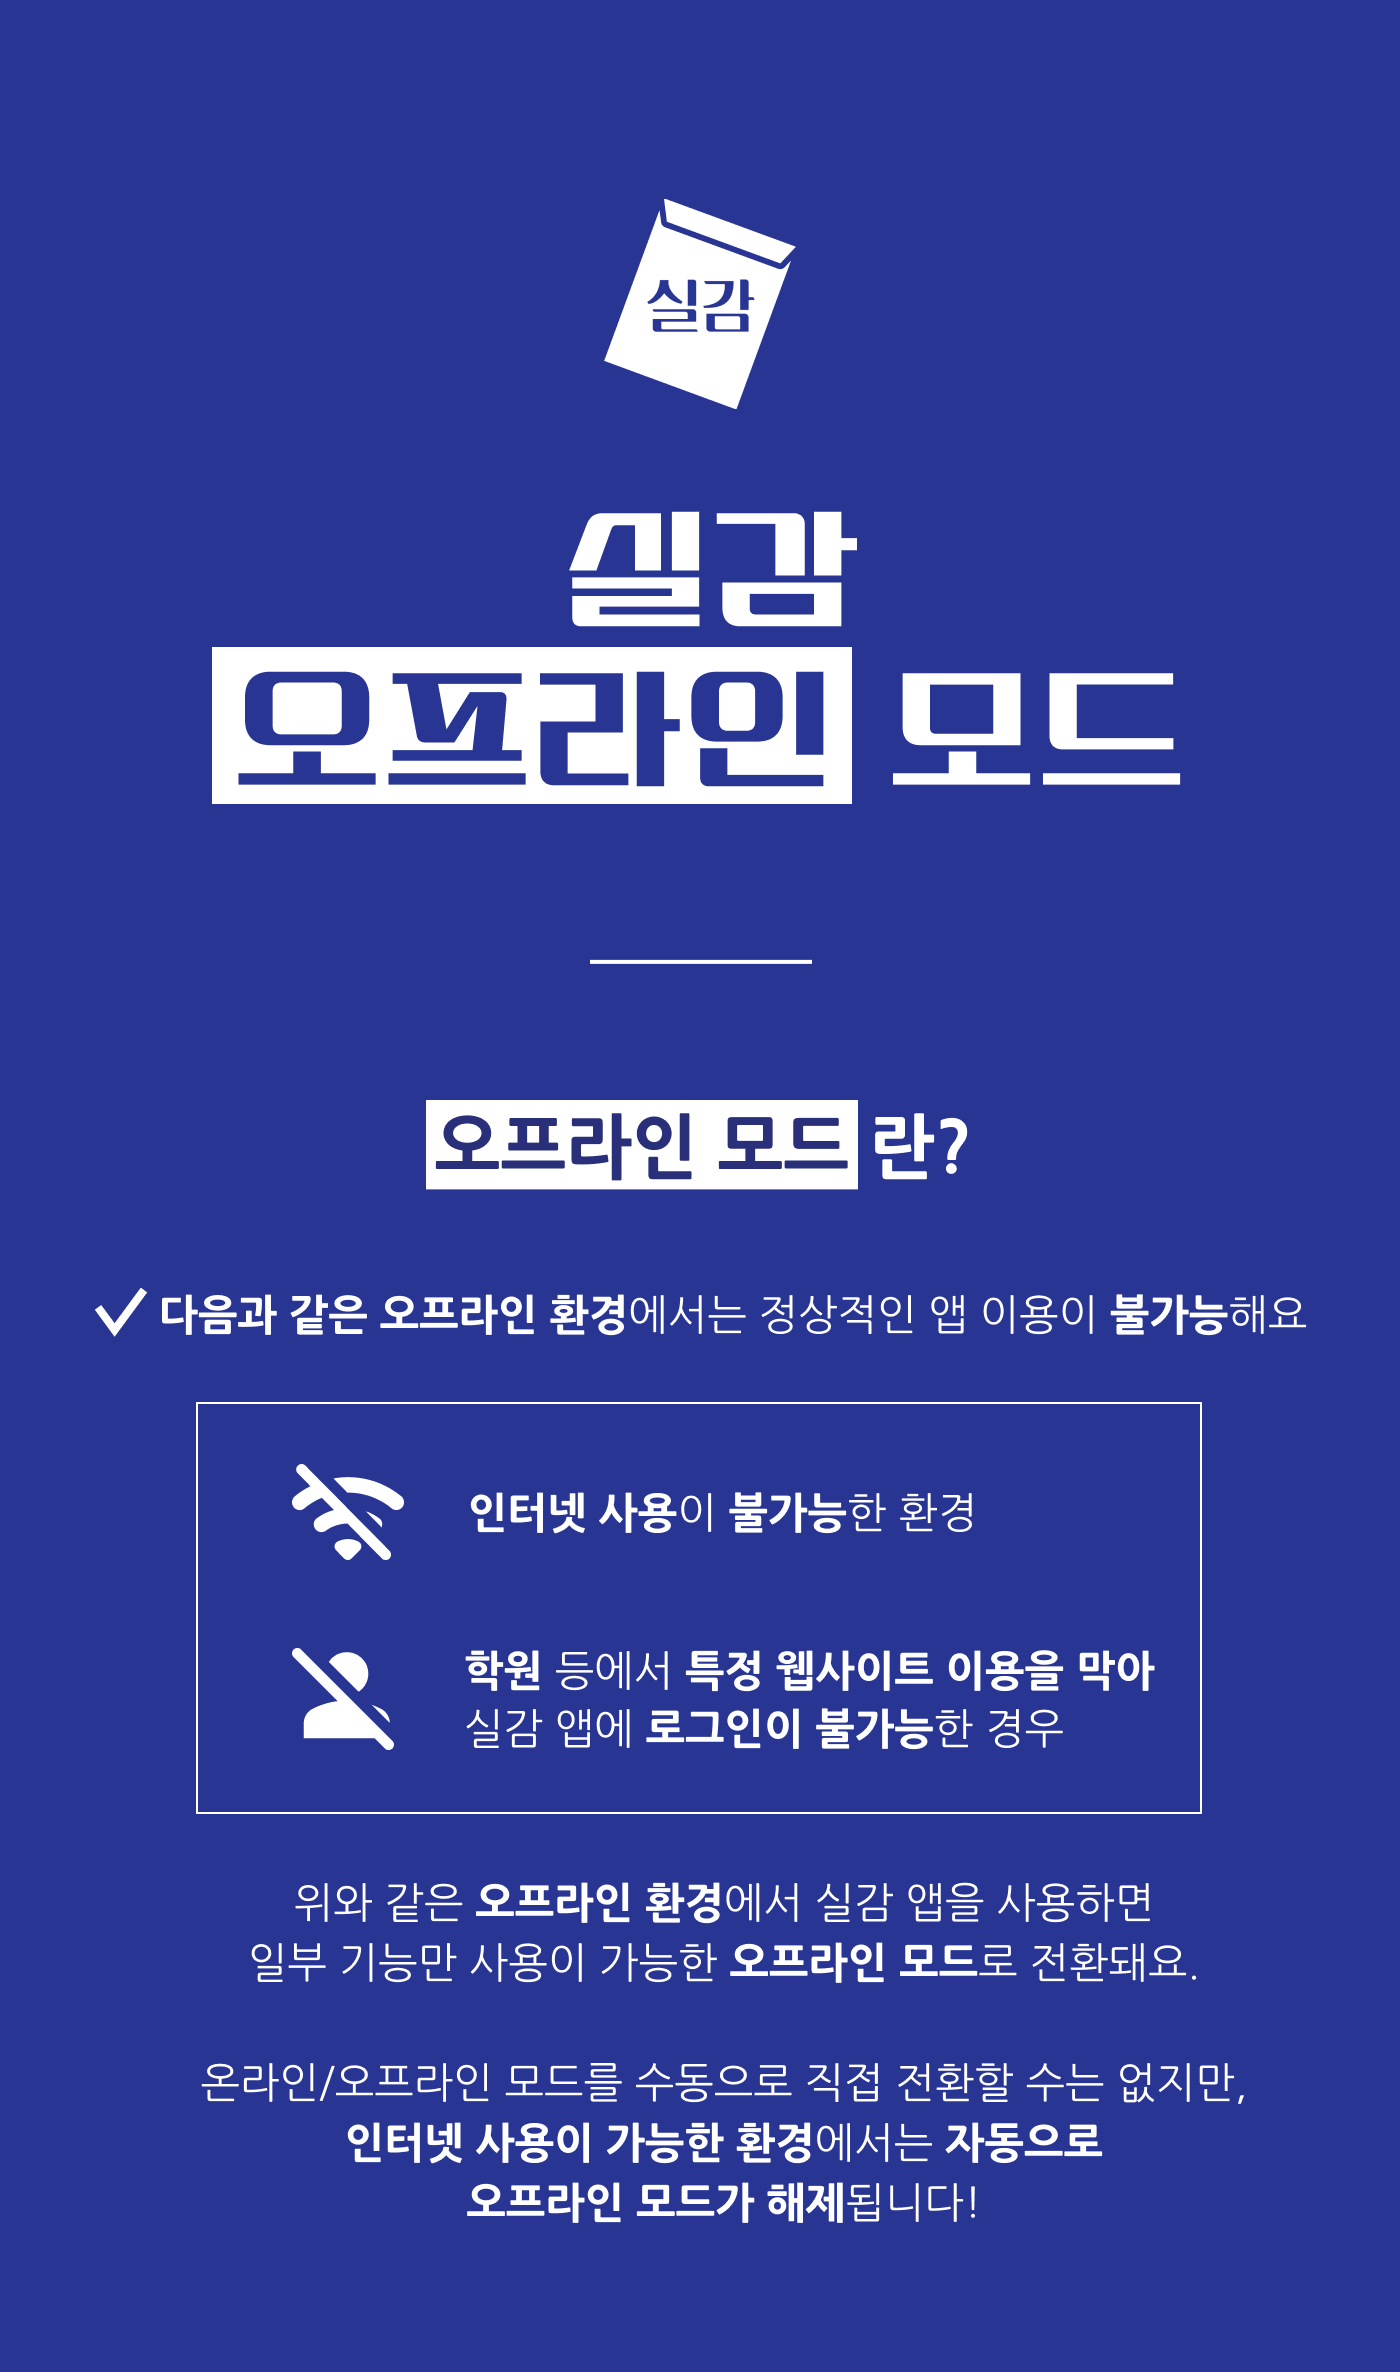 실감
실감
오프라인 모드
오프라인 모드 란?
다음과 같은 오프라인 환경에서는 정상적인 앱 이용이 불가능해요
인터넷 사용이 불가능한 환경
학원 등에서 특정 웹사이트 이용을 막아
실감 앱에 로그인이 불가능한 경우
위와 같은 오프라인 환경에서 실감 앱을 사용하면
일부 기능만 사용이 가능한 오프라인 모드로 전환돼요.
온라인/오프라인 모드를 수동으로 직접 전환할 수는 없지만,
인터넷 사용이 가능한 환경에서는 자동으로
오프라인 모드가 해제됩니다!